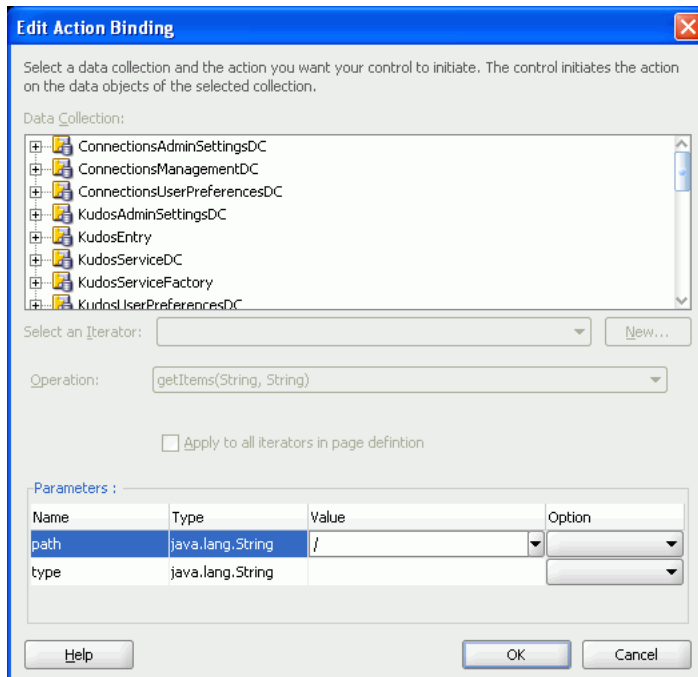 Edit Action Binding
Select a data collection and the action you want your control to initiate. The control initiates the action
on the data objects of the selected collection.
Data Collection:
ConnectionsAdminSettingsDC
ConnectionsManagementDC
ConnectionsUserPreferencesDC
KudosAdminSettingsDC
KudosEntry
KudosServiceDC
KudosServiceFactory
KudosUserPreferencesDC
Select an Iterator: New...
Operation: getItems(String, String)
Apply to all iterators in page defintion
Parameters :
Name Type Value Option
path java.lang.String /
type java.lang.String
Help OK Cancel